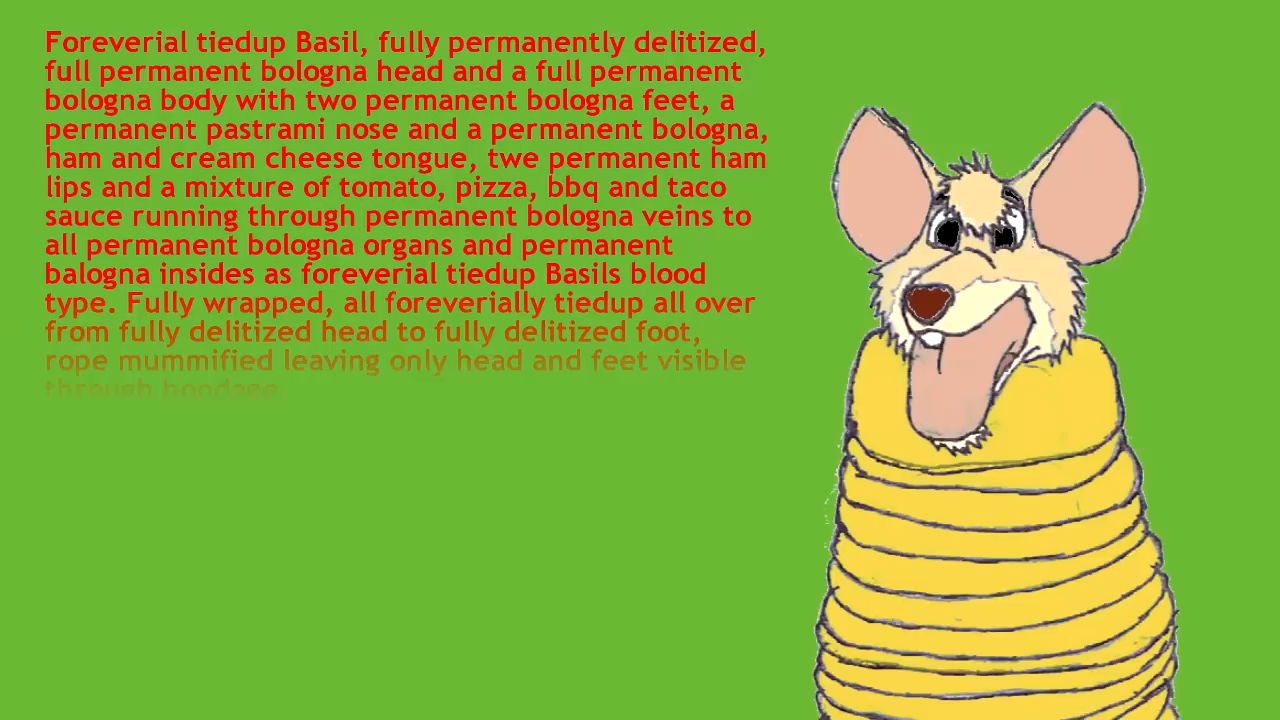 Foreverial tiedup Basil, fully permanently delitized,
full permanent bologna head and a full permanent
bologna body with two permanent bologna feet, a
permanent pastrami nose and a permanent bologna,
ham and cream cheese tongue, twe permanent ham
lips and a mixture of tomato, pizza, bbq and taco
sauce running through permanent bologna veins to
all permanent bologna organs and permanent
balogna insides as foreverial tiedup Basils blood
type. Fully wrapped, all foreverially tiedup all over
from fully delitized head to fully delitized foot,
rope mummified leaving only head and feet visible
through bondage.